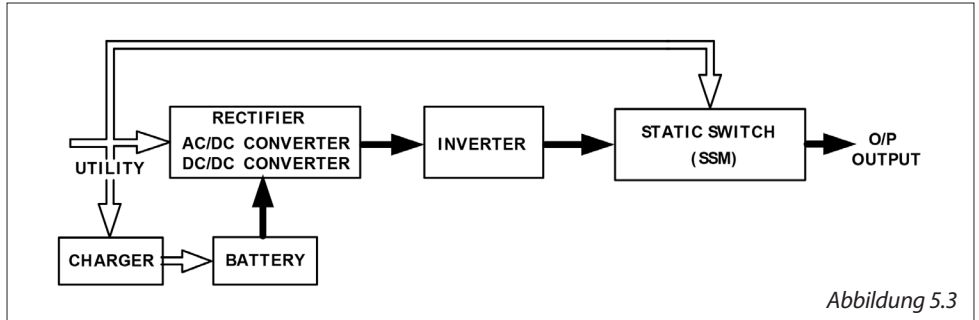 RECTIFIER
AC/DC CONVERTER
DC/DC CONVERTER
INVERTER
STATIC SWITCH
(SSM)
O/P
OUTPUT
UTILITY
CHARGER
BATTERY
Abbildung 5.3